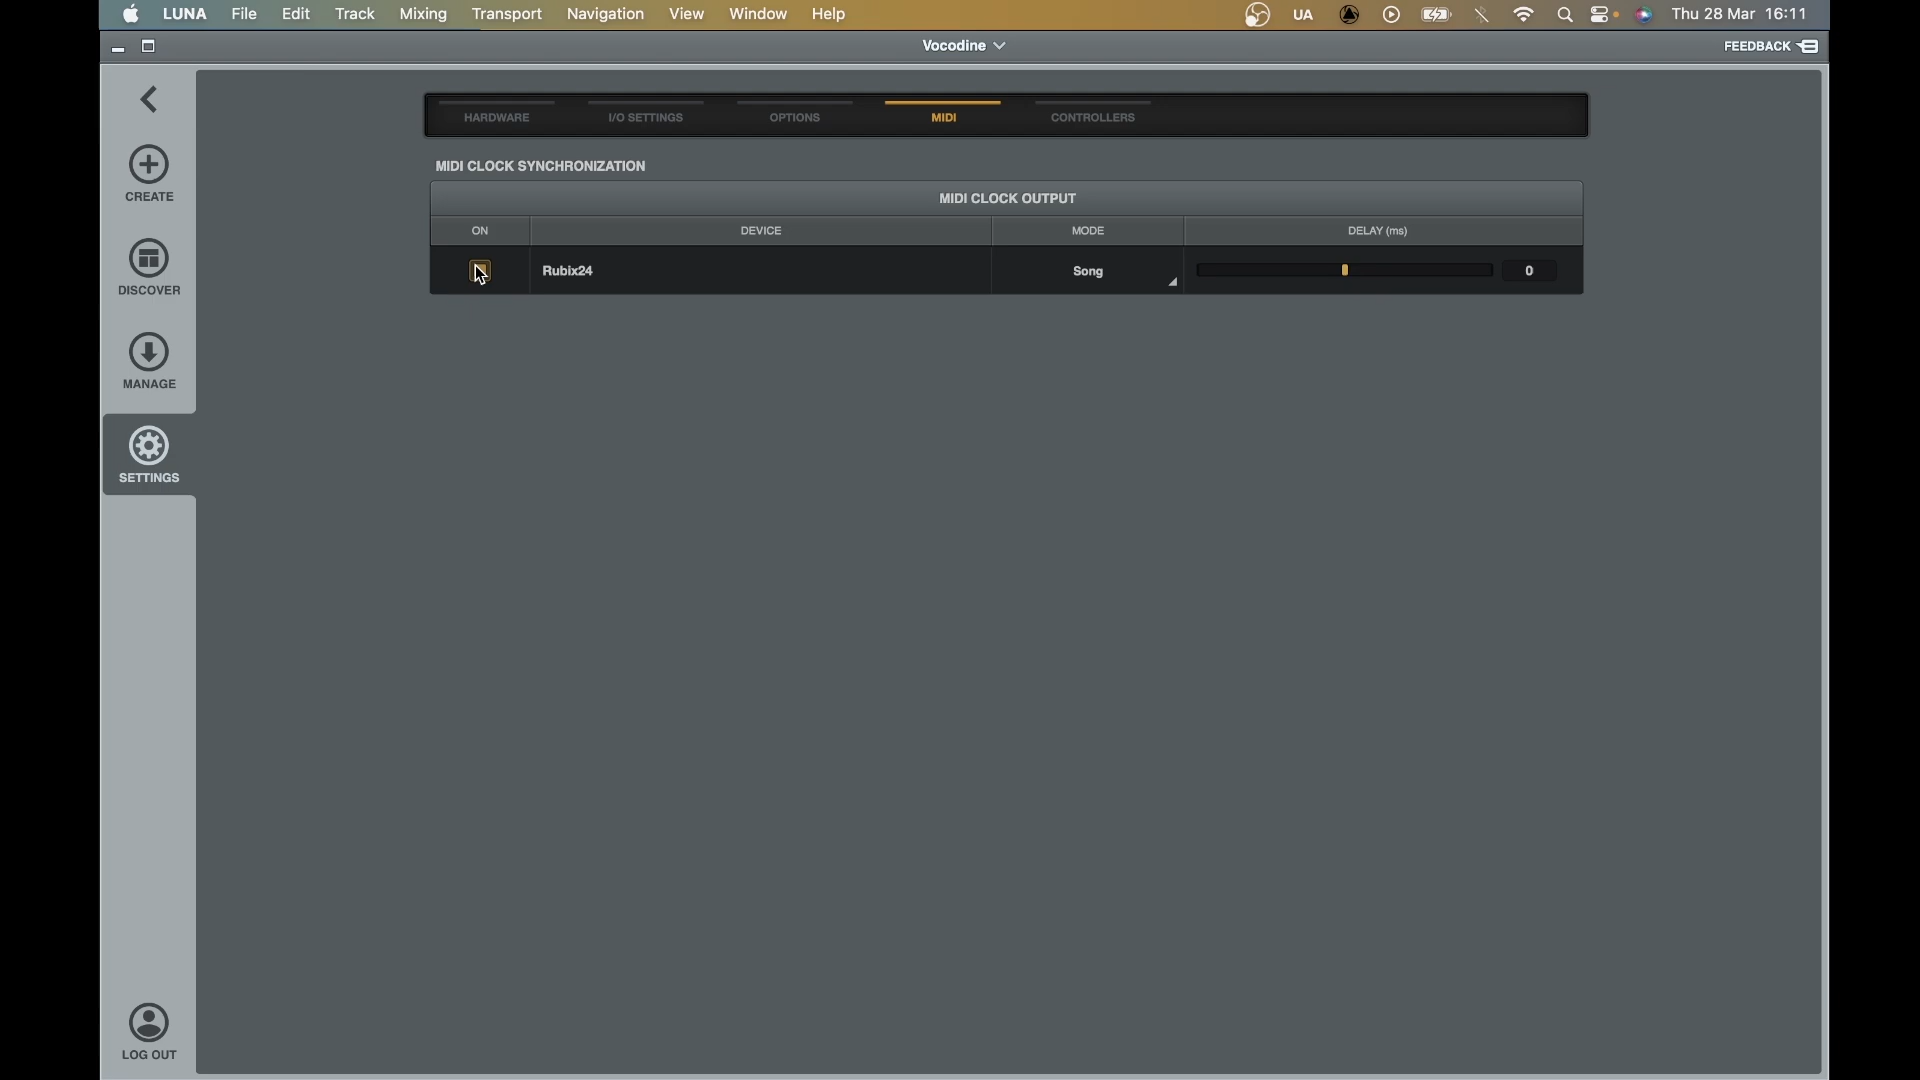 LUNA File Edit Track Mixing Transport Navigation View Window Help UA Thu 28 Mar 16:11
Vocodine
FEEDBACK
HARDWARE I/O SETTINGS OPTIONS MIDI CONTROLLERS
MIDI CLOCK SYNCHRONIZATION
MIDI CLOCK OUTPUT
ON DEVICE MODE DELAY (ms)
Rubix24 Song 0
CREATE
DISCOVER
MANAGE
SETTINGS
LOG OUT